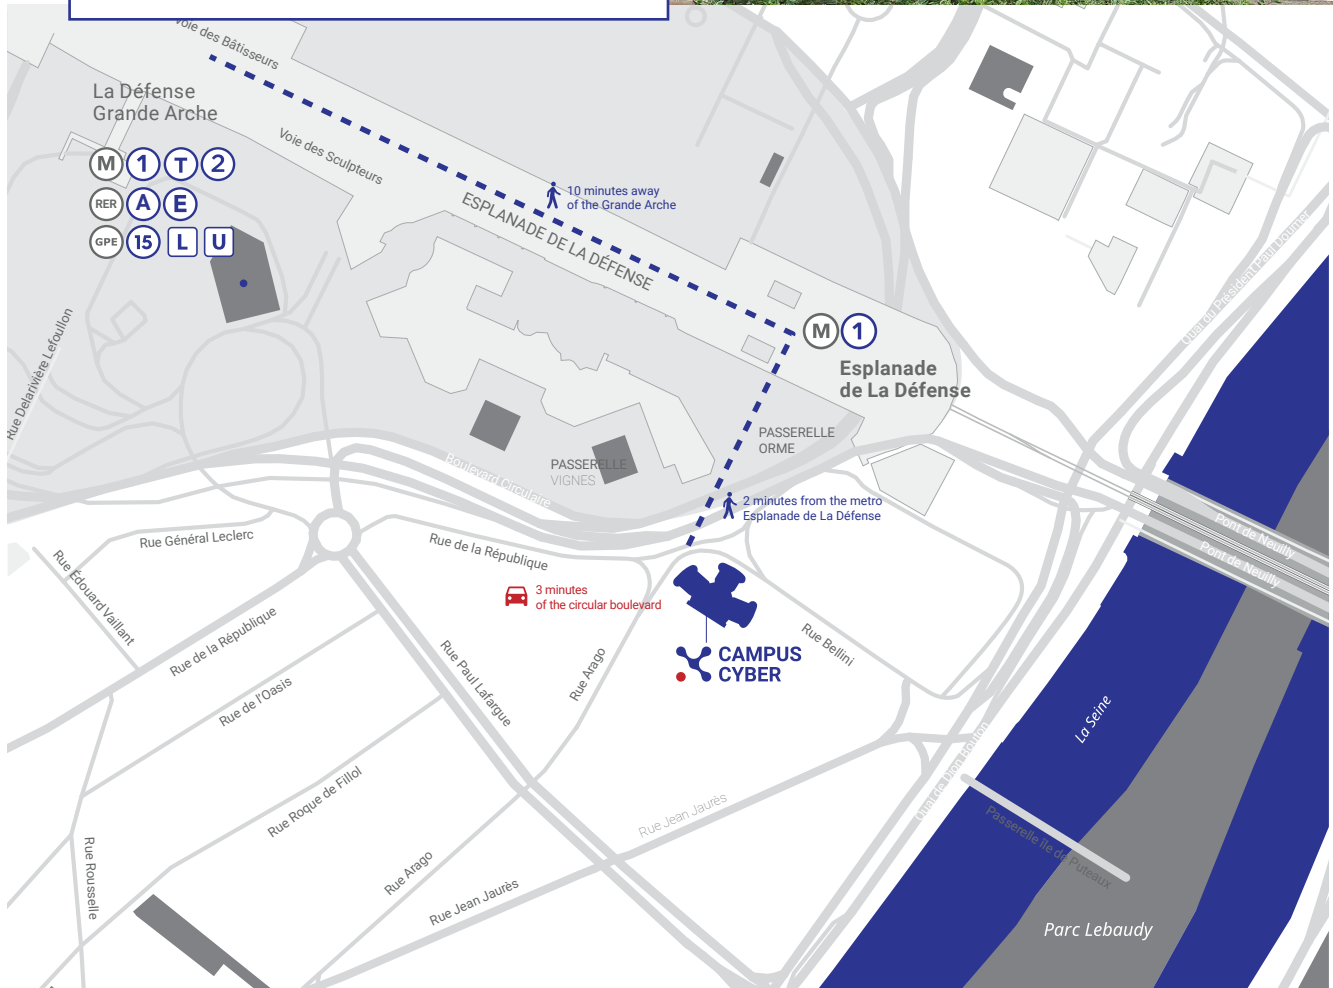 Voie des Bâtisseurs
La Défense
Grande Arche
M 1 T 2
RER A E
GPE 15 L U
Voie des Sculpteurs
10 minutes away
of the Grande Arche
ESPLANADE DE LA DÉFENSE
M 1
Esplanade
de La Défense
Quai du Président Paul Doumer
Rue Delarivière Lefoullon
PASSERELLE
ORME
PASSERELLE
VIGNES
Boulevard Circulaire
2 minutes from the metro
Esplanade de La Défense
Pont de Neuilly
Pont de Neuilly
Rue Général Leclerc
Rue de la République
Rue Édouard Vaillant
3 minutes
of the circular boulevard
Rue de la République
Rue Bellini
CAMPUS
CYBER
Rue Paul Lafargue
Rue Arago
Rue de l'Oasis
La Seine
Quai de Dion Bouton
Rue Roque de Fillol
Rue Jean Jaurès
Passerelle île de Puteaux
Rue Rousselle
Rue Arago
Rue Jean Jaurès
Parc Lebaudy